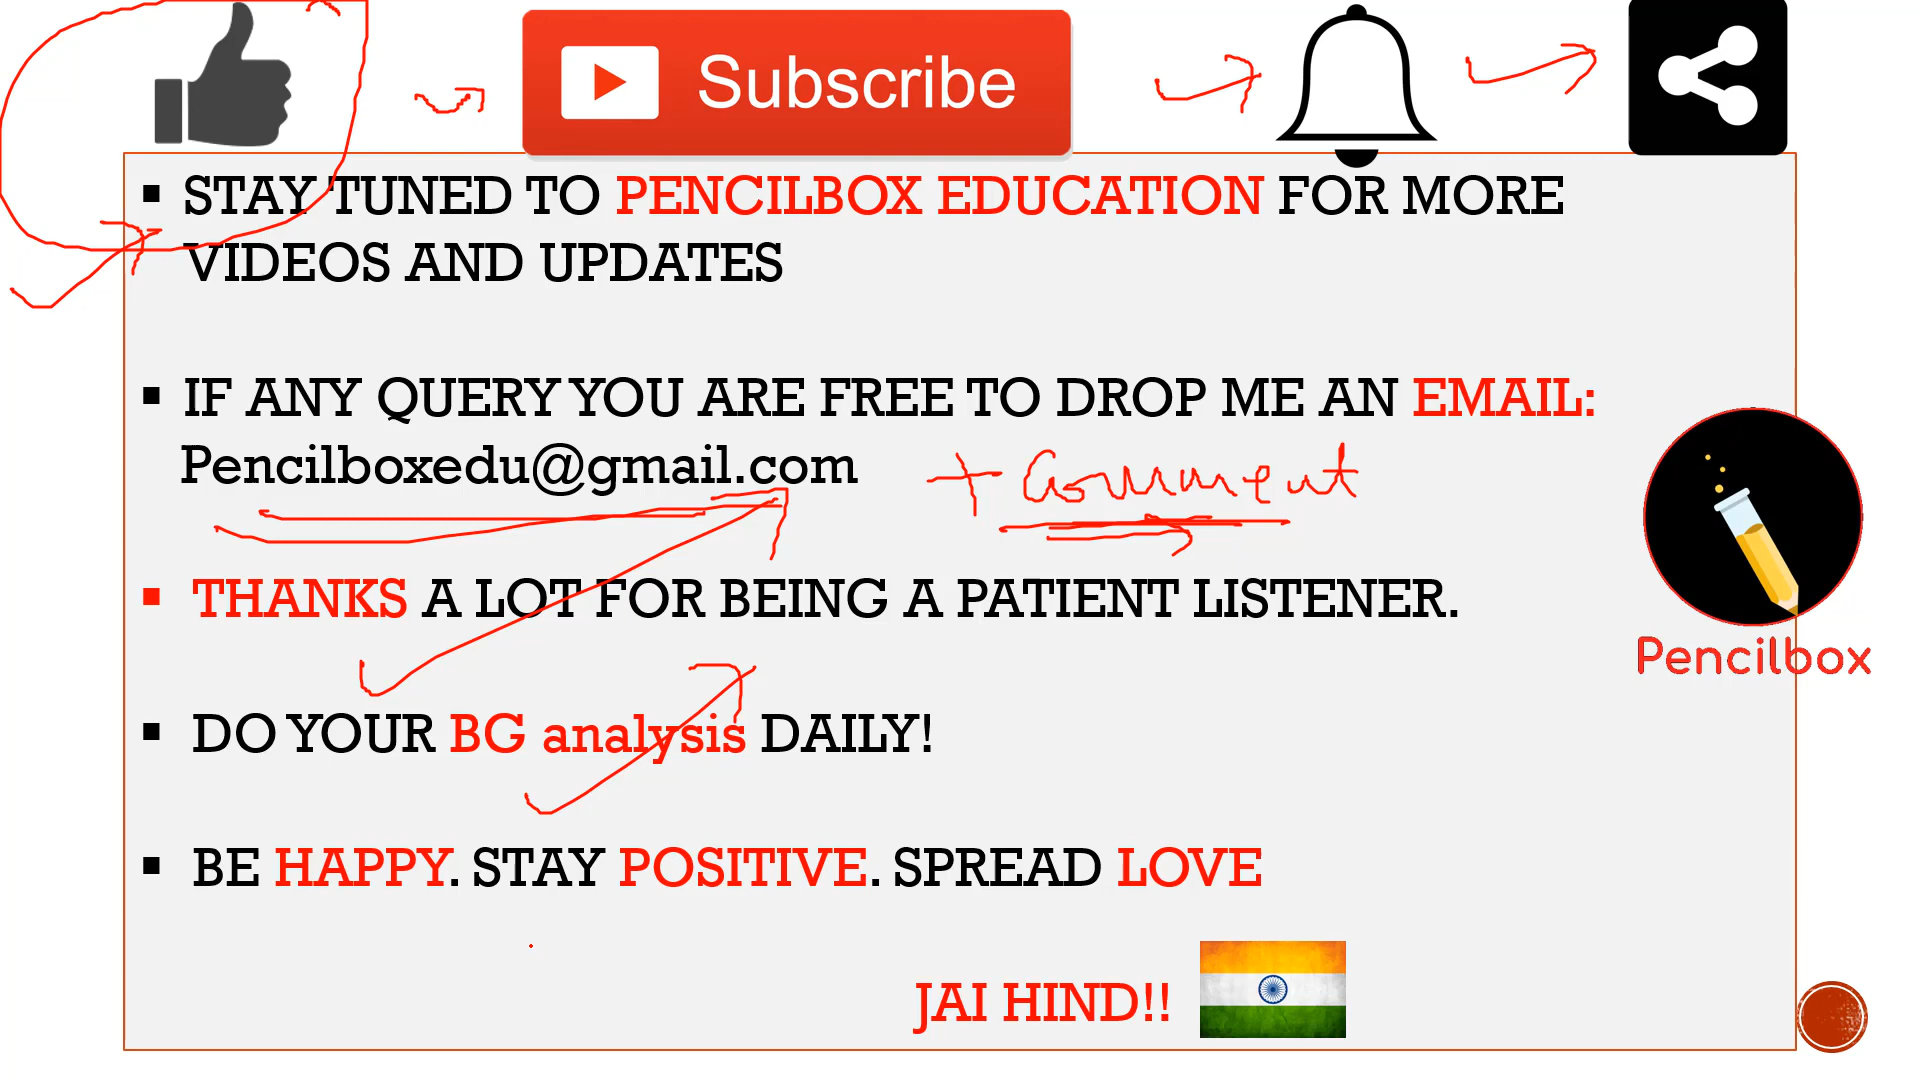 Subscribe
STAY TUNED TO PENCILBOX EDUCATION FOR MORE
VIDEOS AND UPDATES
IF ANY QUERY YOU ARE FREE TO DROP ME AN EMAIL:
Pencilboxedu@gmail.com + Comment
THANKS A LOT FOR BEING A PATIENT LISTENER.
Pencilbox
DO YOUR BG analysis DAILY!
BE HAPPY. STAY POSITIVE. SPREAD LOVE
JAI HIND!!